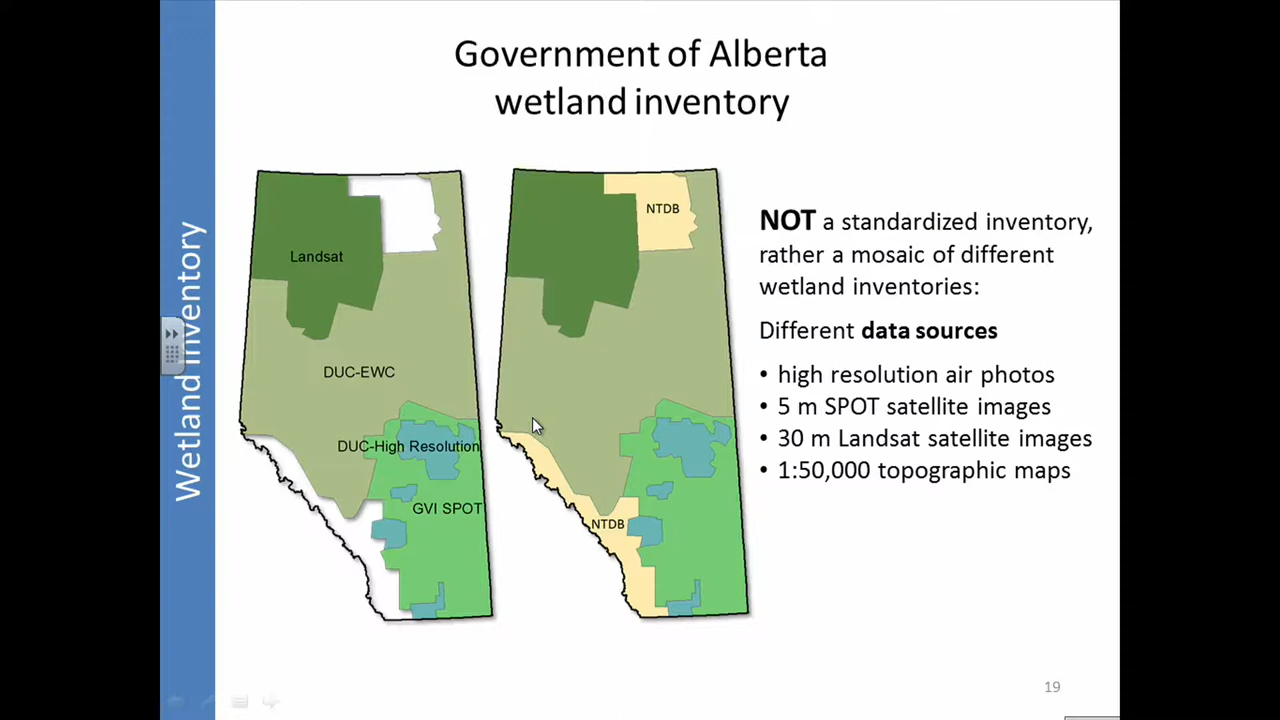 Government of Alberta
wetland inventory
Wetland inventory
Landsat
DUC-EWC
DUC-High Resolution
GVI SPOT
NTDB
NTDB
NOT a standardized inventory,
rather a mosaic of different
wetland inventories:
Different data sources
• high resolution air photos
• 5 m SPOT satellite images
• 30 m Landsat satellite images
• 1:50,000 topographic maps
19